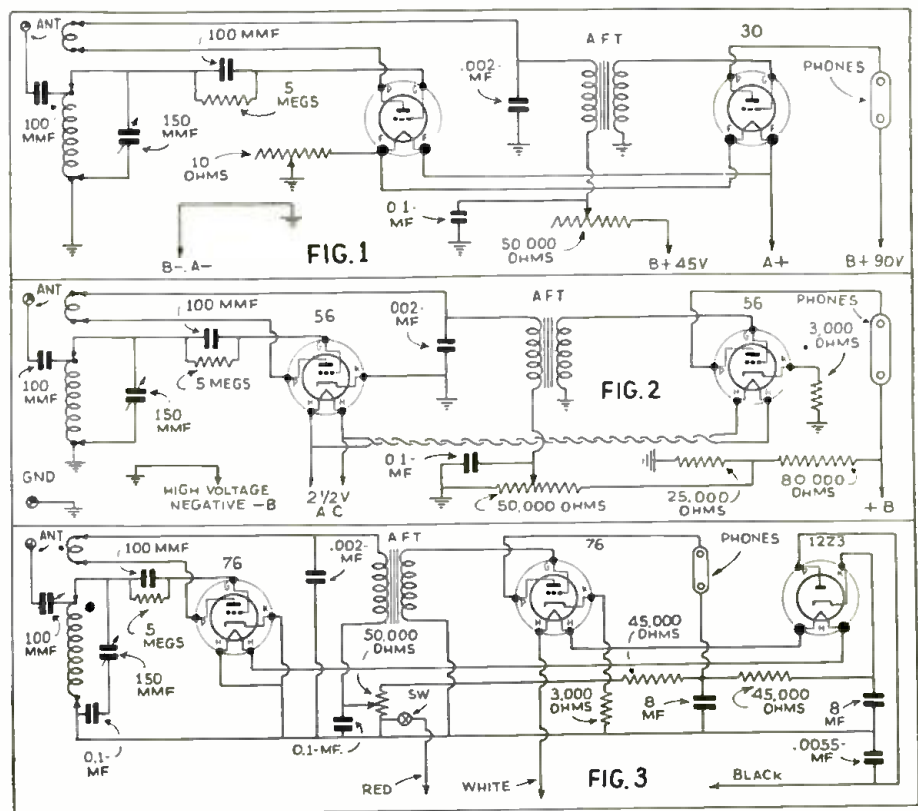 ANT
100 MMF
5 MEGS
100 MMF
150 MMF
10 OHMS
.002- MF
A F T
30
PHONES
0.1- MF
50 000 OHMS
B-. A-
FIG.1
B+ 45V
A+
B+ 90V
P
G
F
F
P
G
F
F
ANT
100 MMF
5 MEGS
100 MMF
150 MMF
56
002- MF
A F T
56
PHONES
3,000 OHMS
FIG.2
GND
HIGH VOLTAGE NEGATIVE -B
2 1/2 V A C
0.1- MF
50,000 OHMS
25,000 OHMS
80 000 OHMS
+ B
P
G
K
H
H
P
G
K
H
H
ANT
100 MMF
5 MEGS
100 MMF
150 MMF
0.1- MF
76
.002- MF
A F T
50,000 OHMS
SW
0.1-MF.
RED
WHITE
76
45,000 OHMS
3,000 OHMS
8 MF
PHONES
1223
45,000 OHMS
8 MF
.0055- MF
BLACK
FIG.3
P
G
K
H
H
P
G
K
H
H